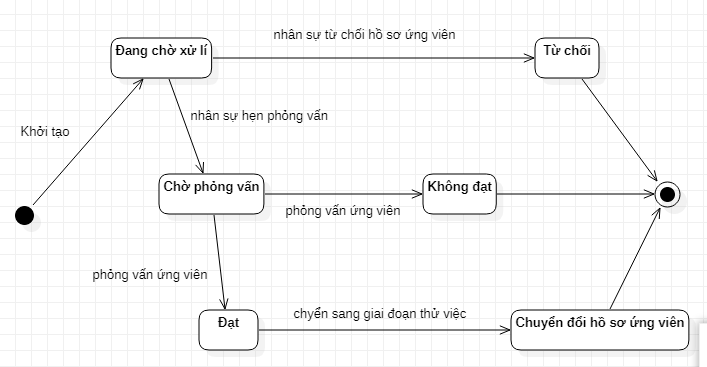 nhân sự từ chối hồ sơ ứng viên
Đang chờ xử lí
Từ chối
nhân sự hẹn phỏng vấn
Khởi tạo
Chờ phỏng vấn
Không đạt
phỏng vấn ứng viên
phỏng vấn ứng viên
chyển sang giai đoạn thử việc
Đạt
Chuyển đổi hồ sơ ứng viên